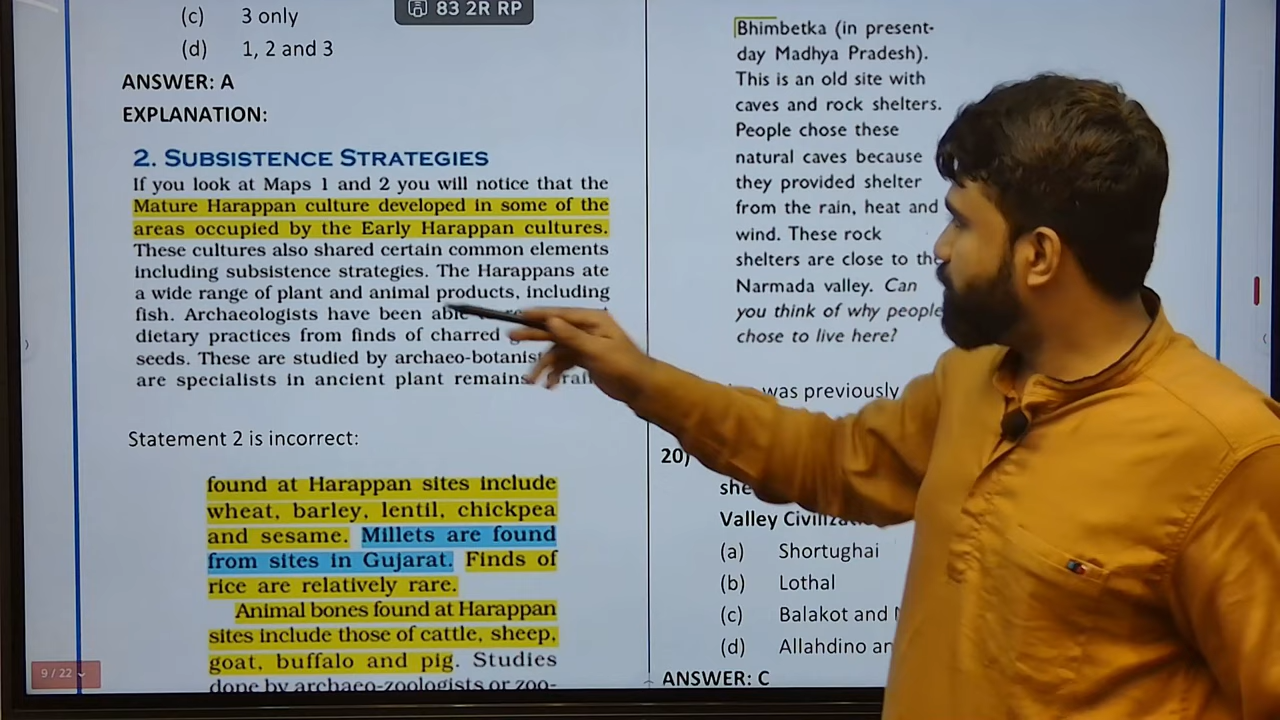 (c) 3 only
(d) 1, 2 and 3
ANSWER: A
EXPLANATION:
2. SUBSISTENCE STRATEGIES
If you look at Maps 1 and 2 you will notice that the
Mature Harappan culture developed in some of the
areas occupied by the Early Harappan cultures.
These cultures also shared certain common elements
including subsistence strategies. The Harappans ate
a wide range of plant and animal products, including
fish. Archaeologists have been able
dietary practices from finds of charred
seeds. These are studied by
are specialists in ancient plant remains.
Statement 2 is incorrect:
found at Harappan sites include
wheat, barley, lentil, chickpea
and sesame. Millets are found
from sites in Gujarat. Finds of
rice are relatively rare.
Animal bones found at Harappan
sites include those of cattle, sheep,
goat, buffalo and pig. Studies
done by archaeo-zoologists or zoo-
83 2R RP
9 / 22
Bhimbetka (in present-
day Madhya Pradesh).
This is an old site with
caves and rock shelters.
People chose these
natural caves because
they provided shelter
from the rain, heat and
wind. These rock
shelters are close to the
Narmada valley. Can
you think of why people
chose to live here?
was previously
20)
Valley
(a) Shortughai
(b) Lothal
(c) Balakot and
(d) Allahdino
ANSWER: C